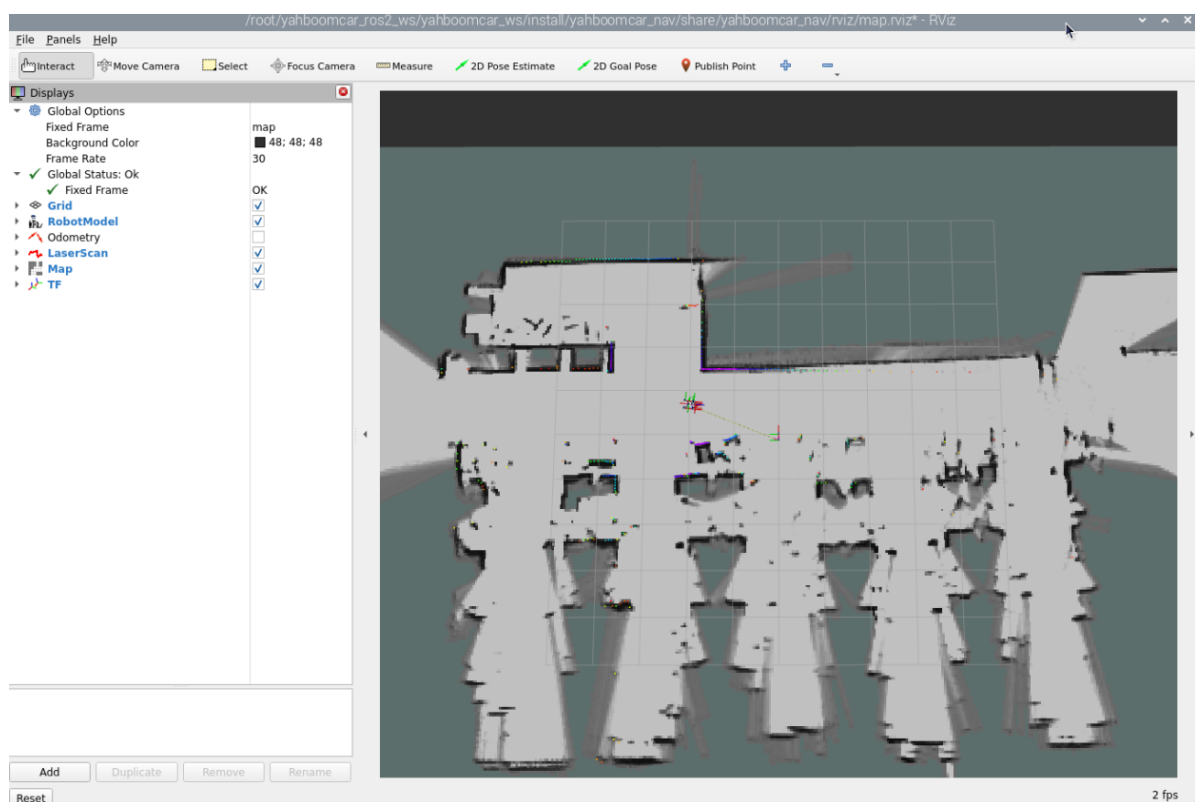 /root/yahboomcar_ros2_ws/yahboomcar_ws/install/yahboomcar_nav/share/yahboomcar_nav/rviz/map.rviz* - RViz
File Panels Help
Interact Move Camera Select Focus Camera Measure 2D Pose Estimate 2D Goal Pose Publish Point
Displays
Global Options
Fixed Frame map
Background Color 48; 48; 48
Frame Rate 30
Global Status: Ok
Fixed Frame OK
Grid
RobotModel
Odometry
LaserScan
Map
TF
Add Duplicate Remove Rename
Reset 2 fps